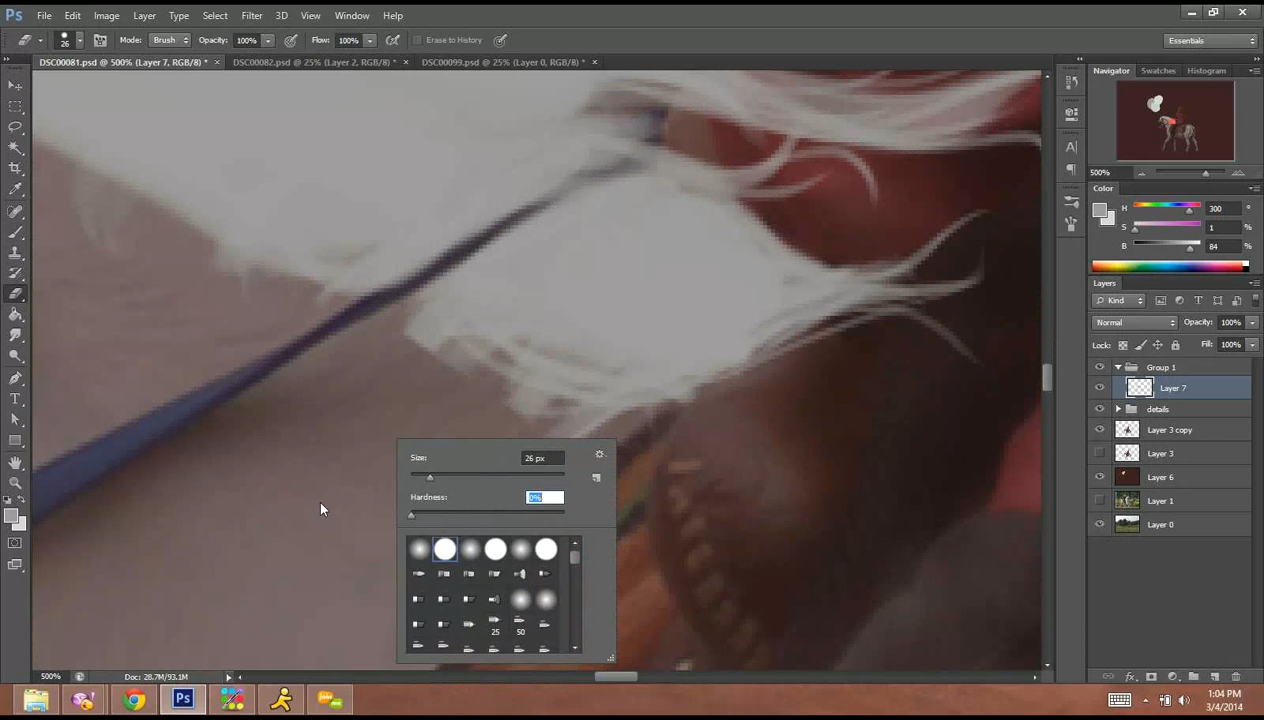 Ps File Edit Image Layer Type Select Filter 3D View Window Help
26 Mode: Brush Opacity: 100% Flow: 100% Erase to History Essentials
DSC00081.psd @ 500% (Layer 7, RGB/8) * × DSC00082.psd @ 25% (Layer 2, RGB/8) * × DSC00099.psd @ 25% (Layer 0, RGB/8) * ×
Navigator Swatches Histogram
500%
Color
H 300 °
S 1 %
B 84 %
Layers
Kind
Normal Opacity: 100%
Lock: Fill: 100%
Group 1
Layer 7
details
Layer 3 copy
Layer 3
Layer 6
Layer 1
Layer 0
Size: 26 px
Hardness: 0%
25 50
500% Doc: 28.7M/93.1M
Ps
1:04 PM
3/4/2014